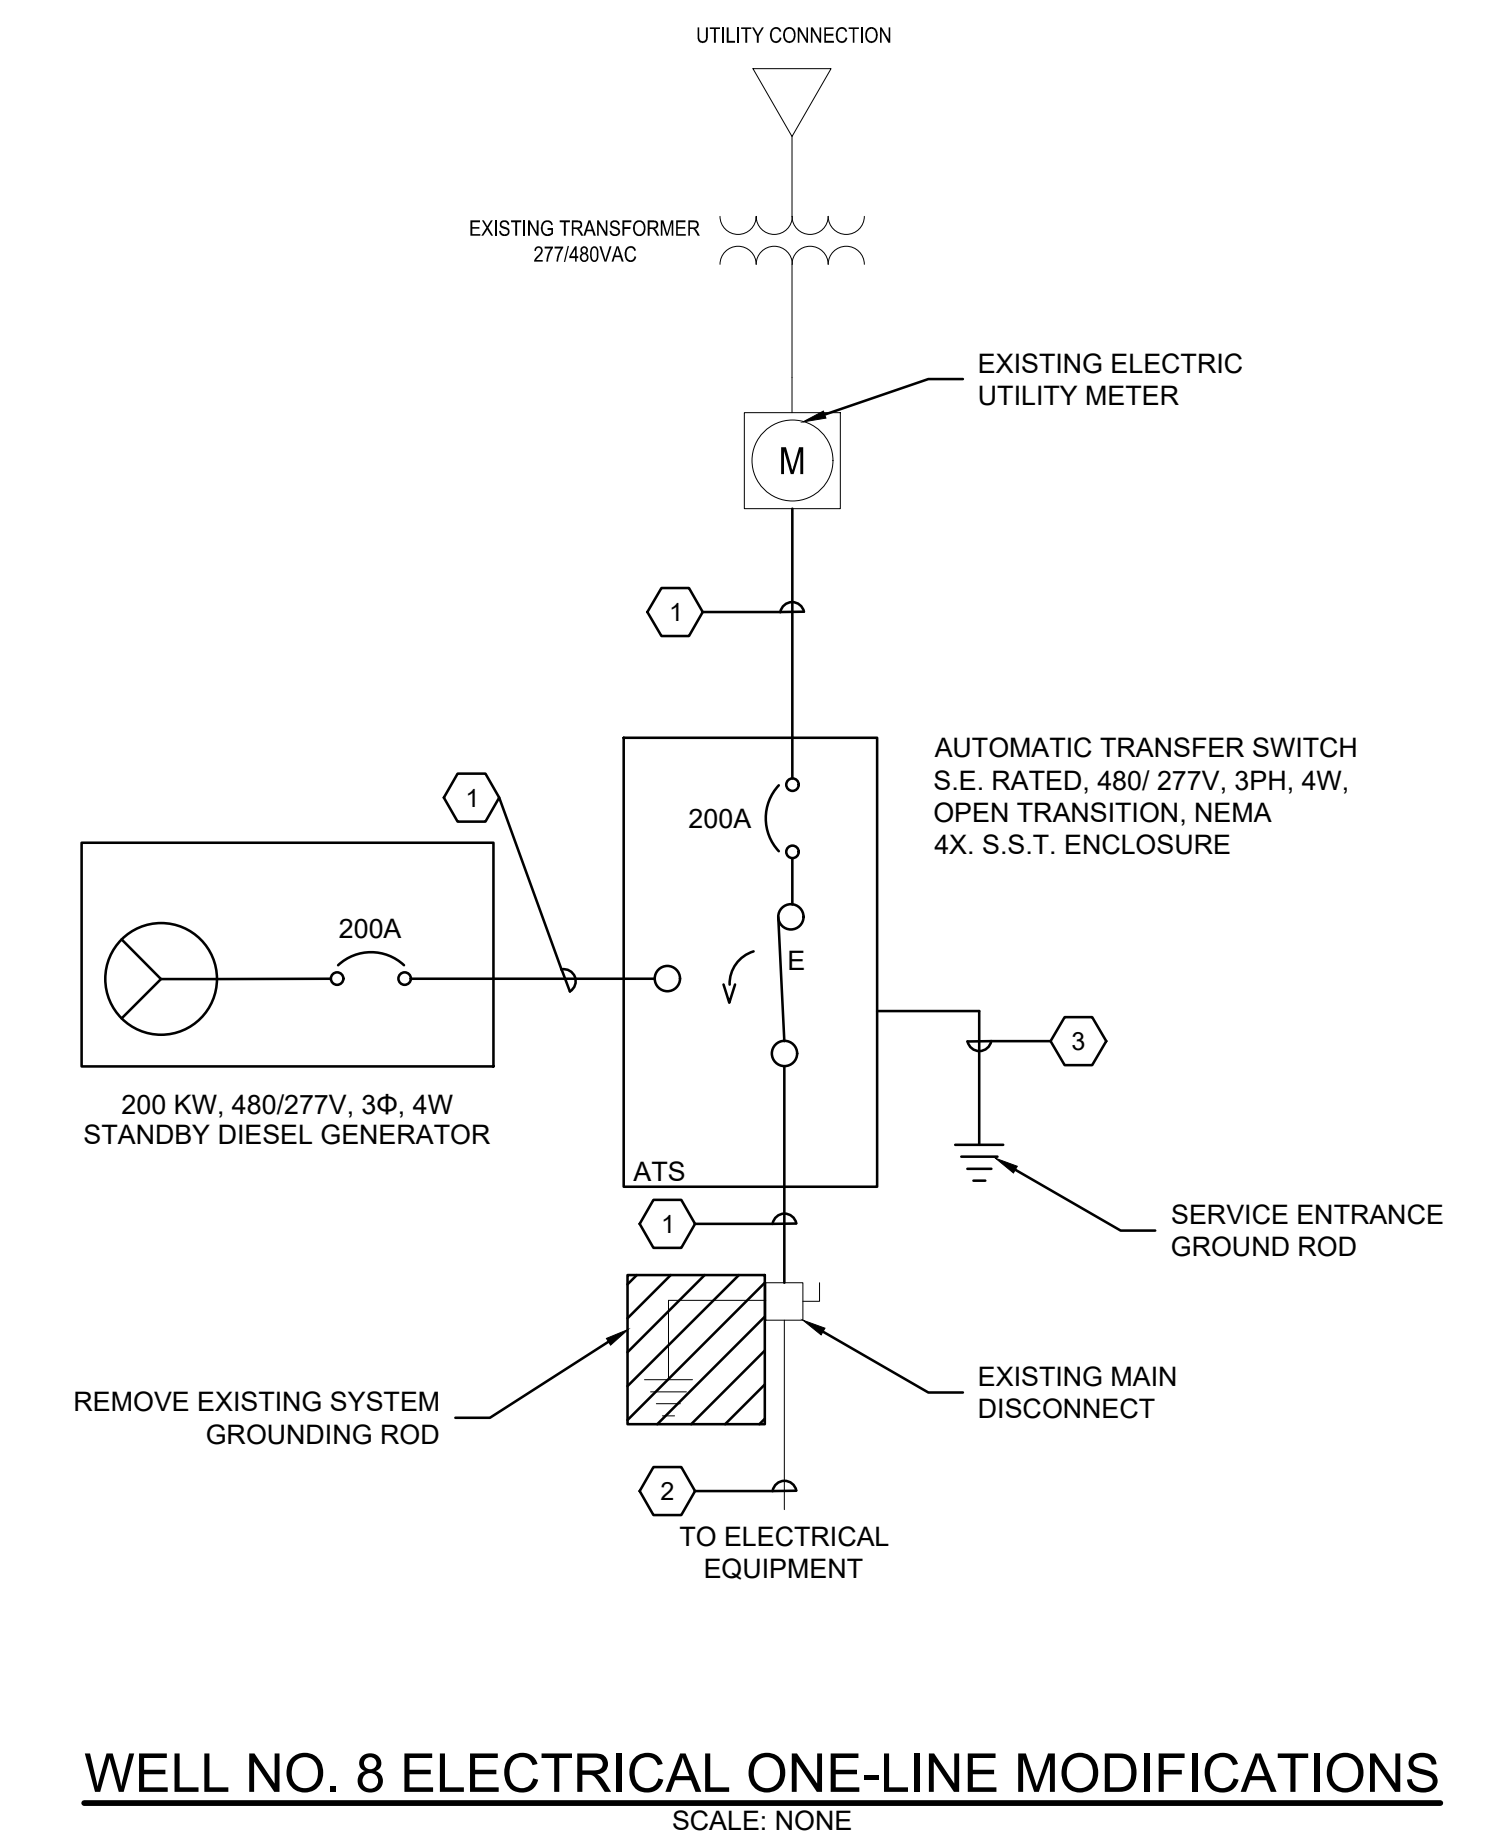 UTILITY CONNECTION
EXISTING TRANSFORMER
277/480VAC
EXISTING ELECTRIC
UTILITY METER
M
1
AUTOMATIC TRANSFER SWITCH
S.E. RATED, 480/ 277V, 3PH, 4W,
OPEN TRANSITION, NEMA
4X. S.S.T. ENCLOSURE
1
200A
200A
E
3
200 KW, 480/277V, 3Φ, 4W
STANDBY DIESEL GENERATOR
ATS
1
SERVICE ENTRANCE
GROUND ROD
EXISTING MAIN
DISCONNECT
REMOVE EXISTING SYSTEM
GROUNDING ROD
2
TO ELECTRICAL
EQUIPMENT
WELL NO. 8 ELECTRICAL ONE-LINE MODIFICATIONS
SCALE: NONE